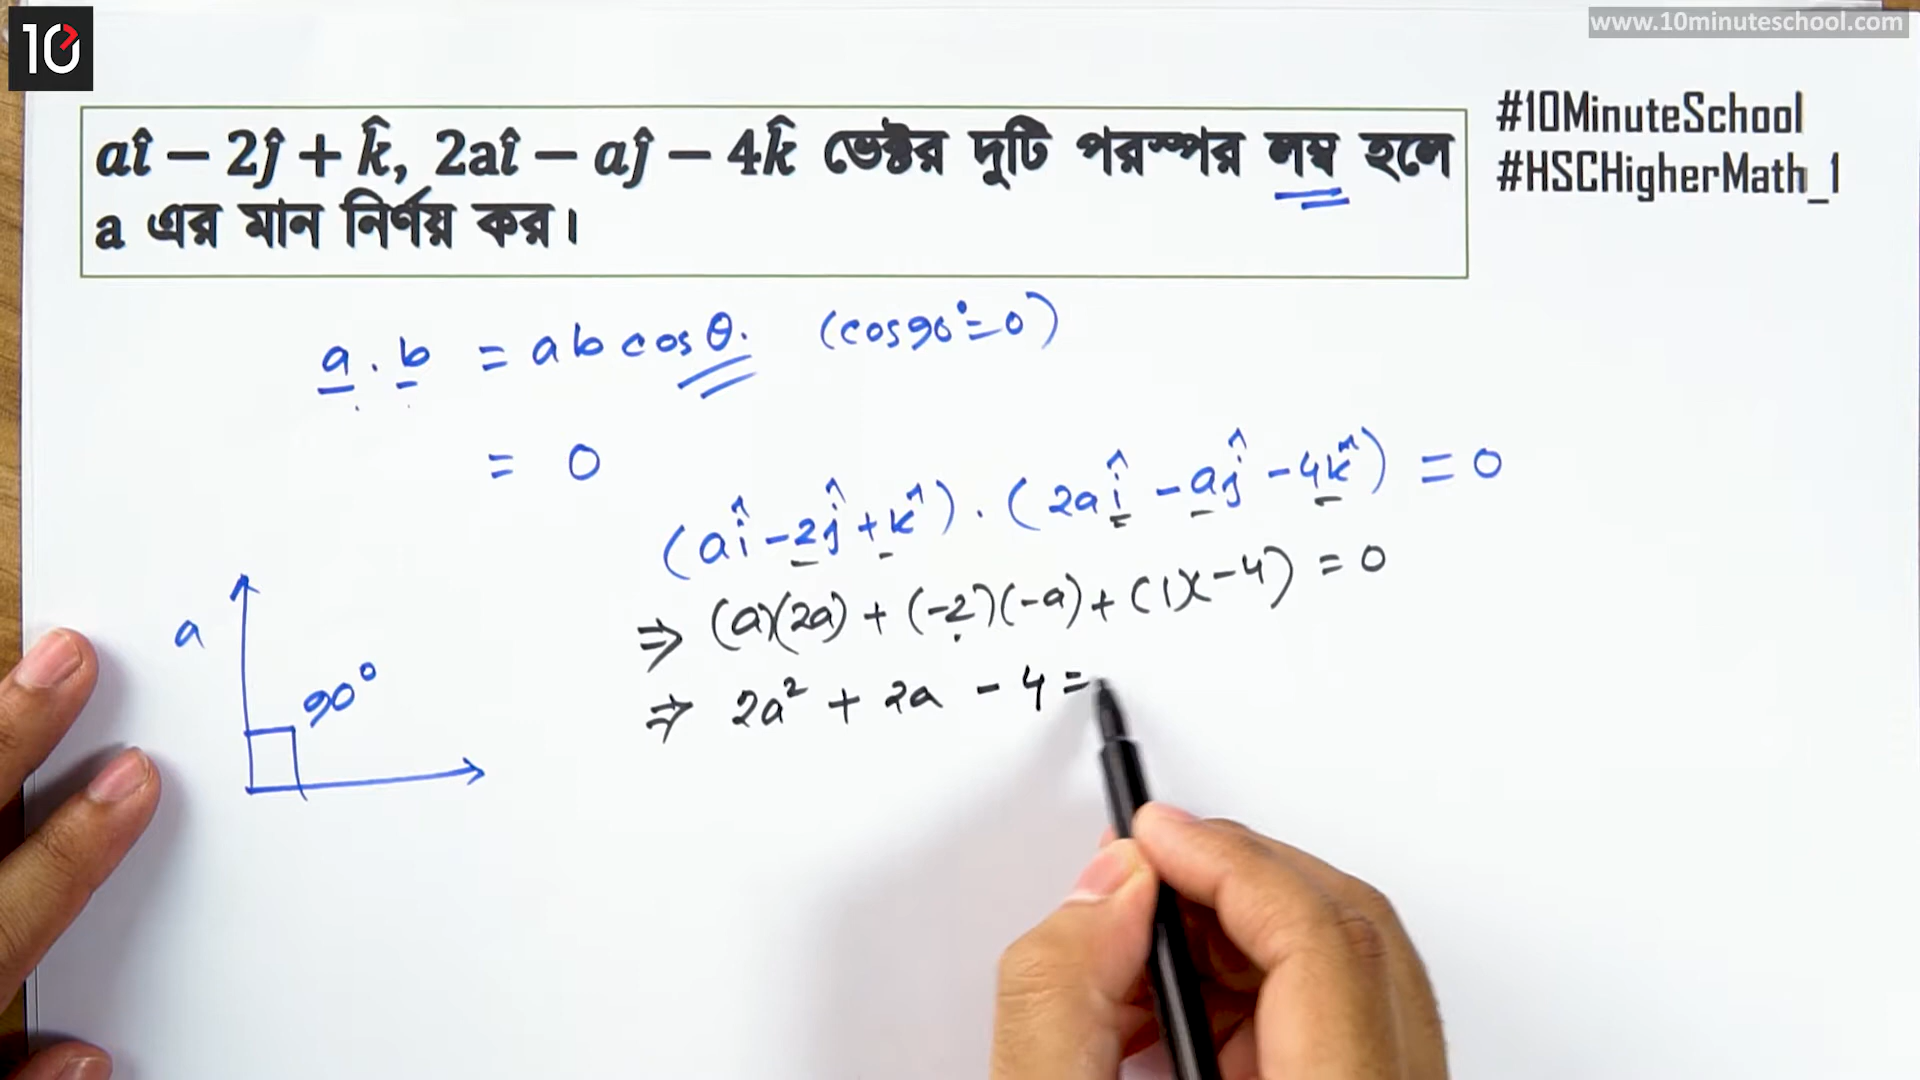 10
www.10minuteschool.com
aî − 2ĵ + k̂, 2aî − aĵ − 4k̂ ভেক্টর দুটি পরস্পর লম্ব হলে
a এর মান নির্ণয় কর।
#10MinuteSchool
#HSCHigherMath_1
a . b = ab cosθ. (cos90°=0)
= 0
(aî − 2ĵ + k̂) . (2aî − aĵ − 4k̂) = 0
⇒ (a)(2a) + (−2)(−a) + (1)(−4) = 0
⇒ 2a² + 2a − 4 =
a
90°